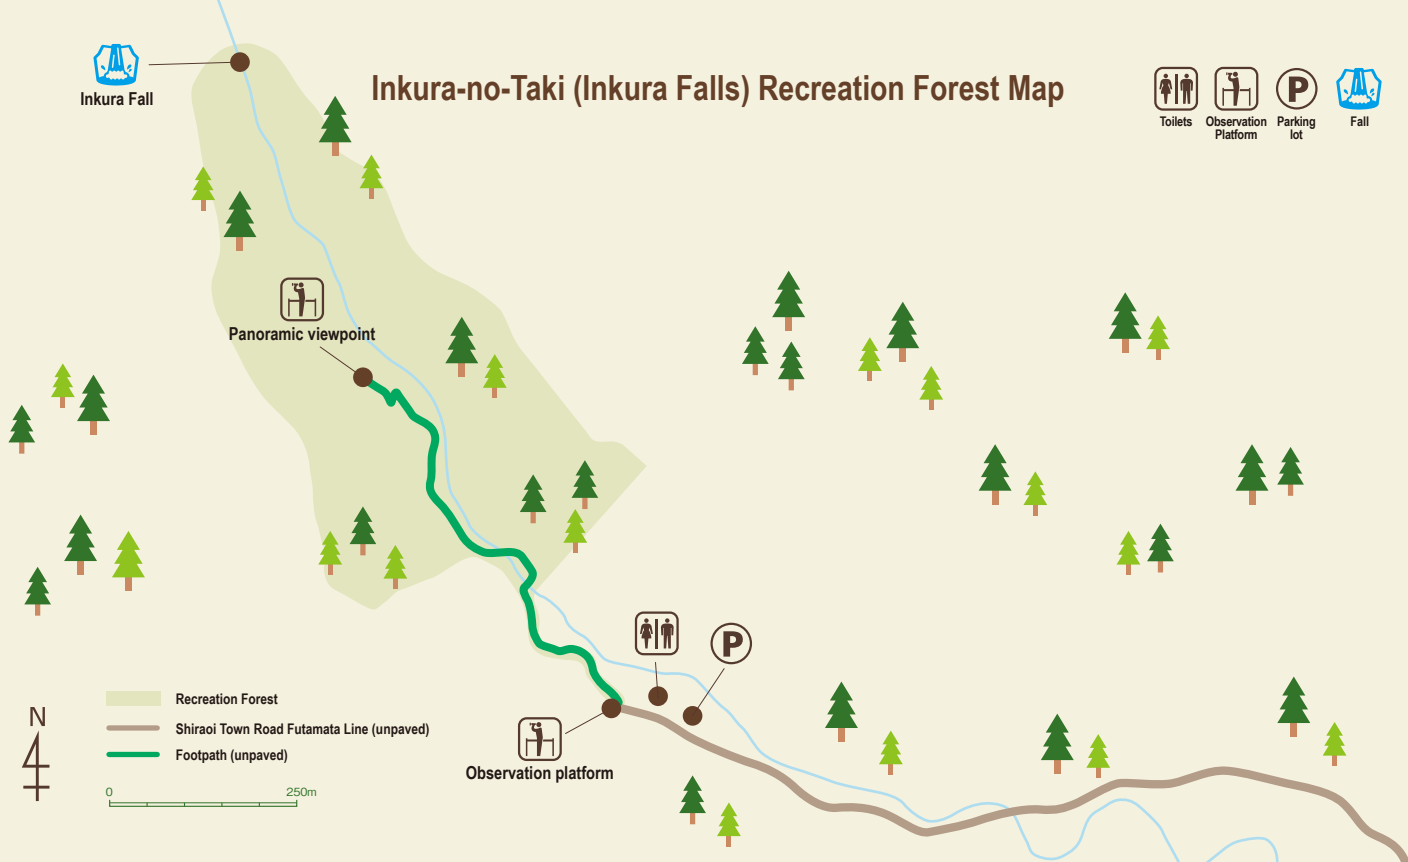 Inkura-no-Taki (Inkura Falls) Recreation Forest Map
Inkura Fall
Toilets
Observation
Platform
P
Parking
lot
Fall
Panoramic viewpoint
P
Observation platform
N
Recreation Forest
Shiraoi Town Road Futamata Line (unpaved)
Footpath (unpaved)
0 250m